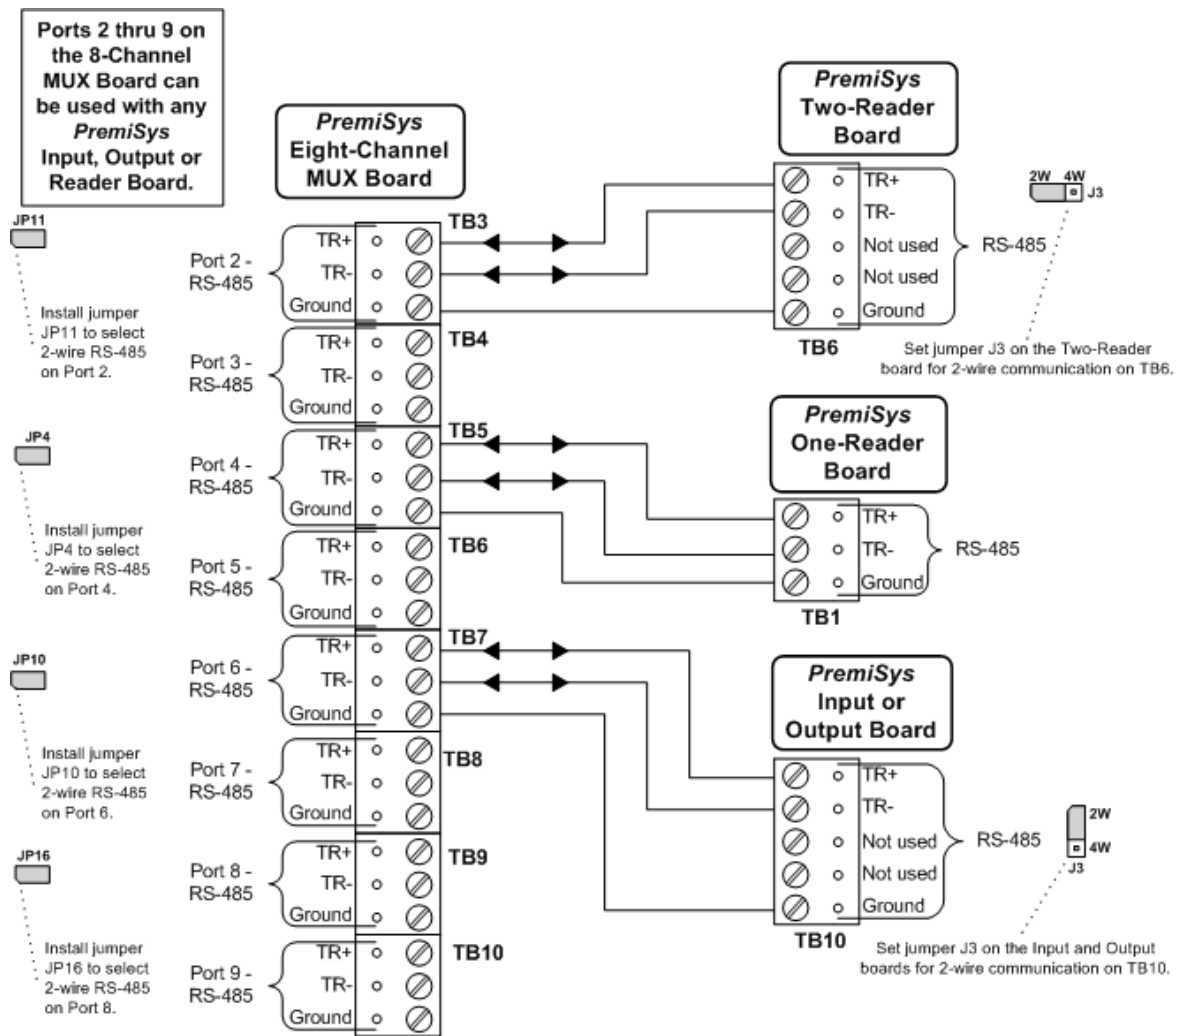 Ports 2 thru 9 on
the 8-Channel
MUX Board can
be used with any
PremiSys
Input, Output or
Reader Board.
PremiSys
Eight-Channel
MUX Board
PremiSys
Two-Reader
Board
JP11
Install jumper
JP11 to select
2-wire RS-485
on Port 2.
Port 2 -
RS-485
TR+
TR-
Ground
TB3
Port 3 -
RS-485
TR+
TR-
Ground
TB4
TR+
TR-
Not used
Not used
Ground
RS-485
TB6
2W 4W
J3
Set jumper J3 on the Two-Reader
board for 2-wire communication on TB6.
JP4
Install jumper
JP4 to select
2-wire RS-485
on Port 4.
Port 4 -
RS-485
TR+
TR-
Ground
TB5
Port 5 -
RS-485
TR+
TR-
Ground
TB6
PremiSys
One-Reader
Board
TR+
TR-
Ground
RS-485
TB1
JP10
Install jumper
JP10 to select
2-wire RS-485
on Port 6.
Port 6 -
RS-485
TR+
TR-
Ground
TB7
Port 7 -
RS-485
TR+
TR-
Ground
TB8
PremiSys
Input or
Output Board
TR+
TR-
Not used
Not used
Ground
RS-485
TB10
2W
4W
J3
Set jumper J3 on the Input and Output
boards for 2-wire communication on TB10.
JP16
Install jumper
JP16 to select
2-wire RS-485
on Port 8.
Port 8 -
RS-485
TR+
TR-
Ground
TB9
Port 9 -
RS-485
TR+
TR-
Ground
TB10